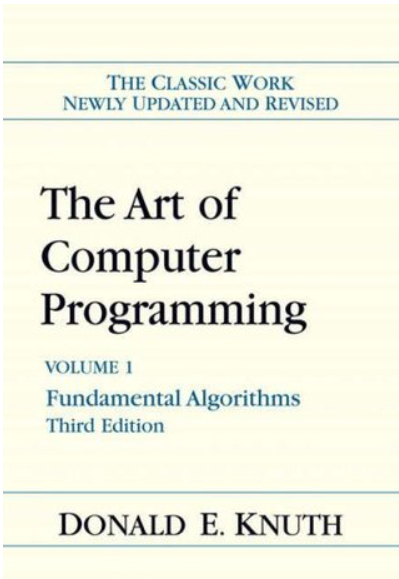 THE CLASSIC WORK
NEWLY UPDATED AND REVISED
The Art of
Computer
Programming
VOLUME 1
Fundamental Algorithms
Third Edition
DONALD E. KNUTH